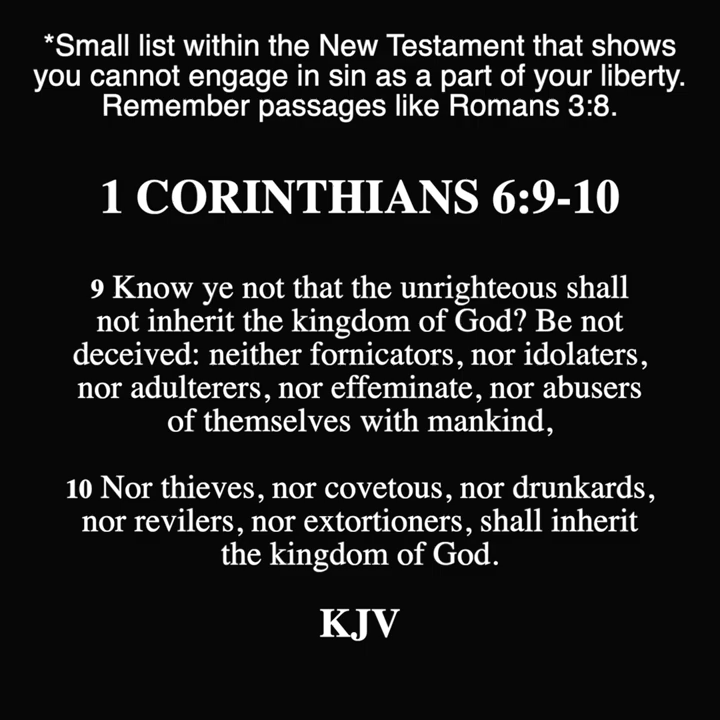 *Small list within the New Testament that shows
you cannot engage in sin as a part of your liberty.
Remember passages like Romans 3:8.
1 CORINTHIANS 6:9-10
9 Know ye not that the unrighteous shall
not inherit the kingdom of God? Be not
deceived: neither fornicators, nor idolaters,
nor adulterers, nor effeminate, nor abusers
of themselves with mankind,
10 Nor thieves, nor covetous, nor drunkards,
nor revilers, nor extortioners, shall inherit
the kingdom of God.
KJV